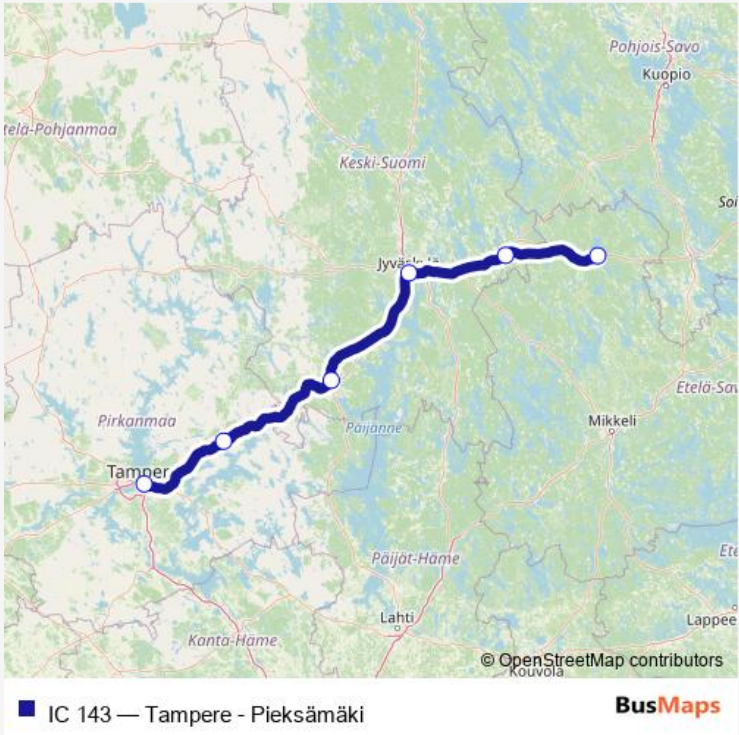 Pohjois-Savo
Kuopio
telä-Pohjanmaa
Keski-Suomi
Soi
Jyväskylä
Etelä-Sav
Pirkanmaa
Mikkeli
Päijänne
Tamper
Ete
Päijät-Häme
Lahti
Lappee
Kanta-Häme
© OpenStreetMap contributors
Kouvola
IC 143 — Tampere - Pieksämäki
BusMaps